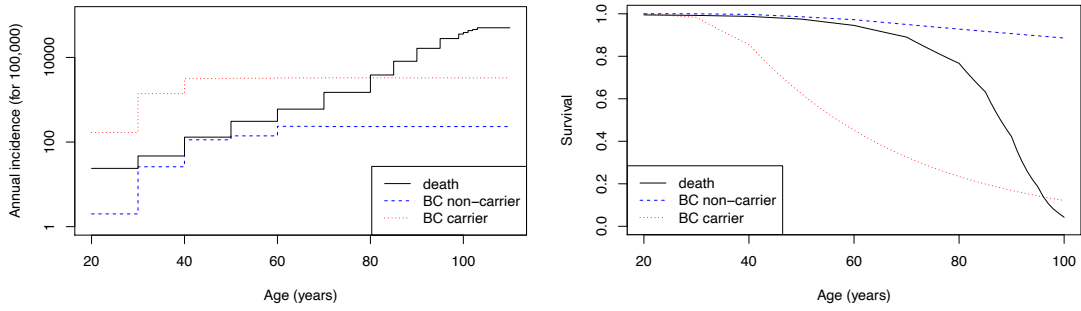 Annual incidence (for 100,000)
10000
100
1
death
BC non−carrier
BC carrier
20 40 60 80 100
Age (years)
Survival
1.0
0.8
0.6
0.4
0.2
0.0
death
BC non−carrier
BC carrier
20 40 60 80 100
Age (years)